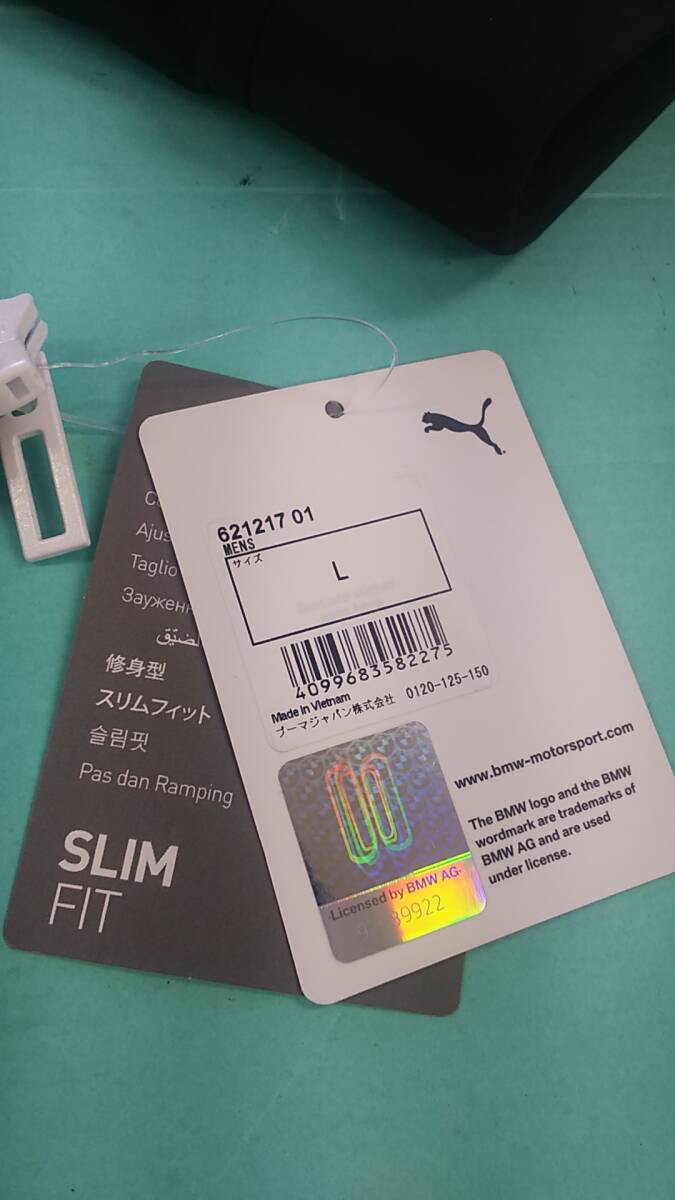 621217 01
MENS
サイズ
L
4099683582275
Made in Vietnam
プーマジャパン株式会社 0120-125-150
www.bmw-motorsport.com
The BMW logo and the BMW
wordmark are trademarks of
BMW AG and are used
under license.
-Licensed by BMW AG-
39922
Taglio
修身型
スリムフィット
슬림핏
Pas dan Ramping
SLIM
FIT